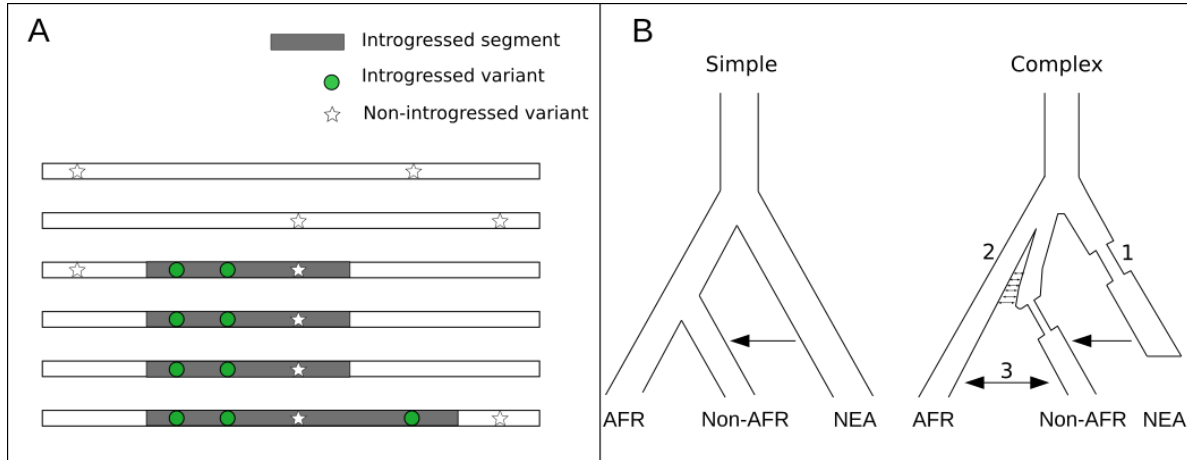 A
Introgressed segment
Introgressed variant
Non-introgressed variant
B
Simple
Complex
2
1
3
AFR
Non-AFR
NEA
AFR
Non-AFR
NEA